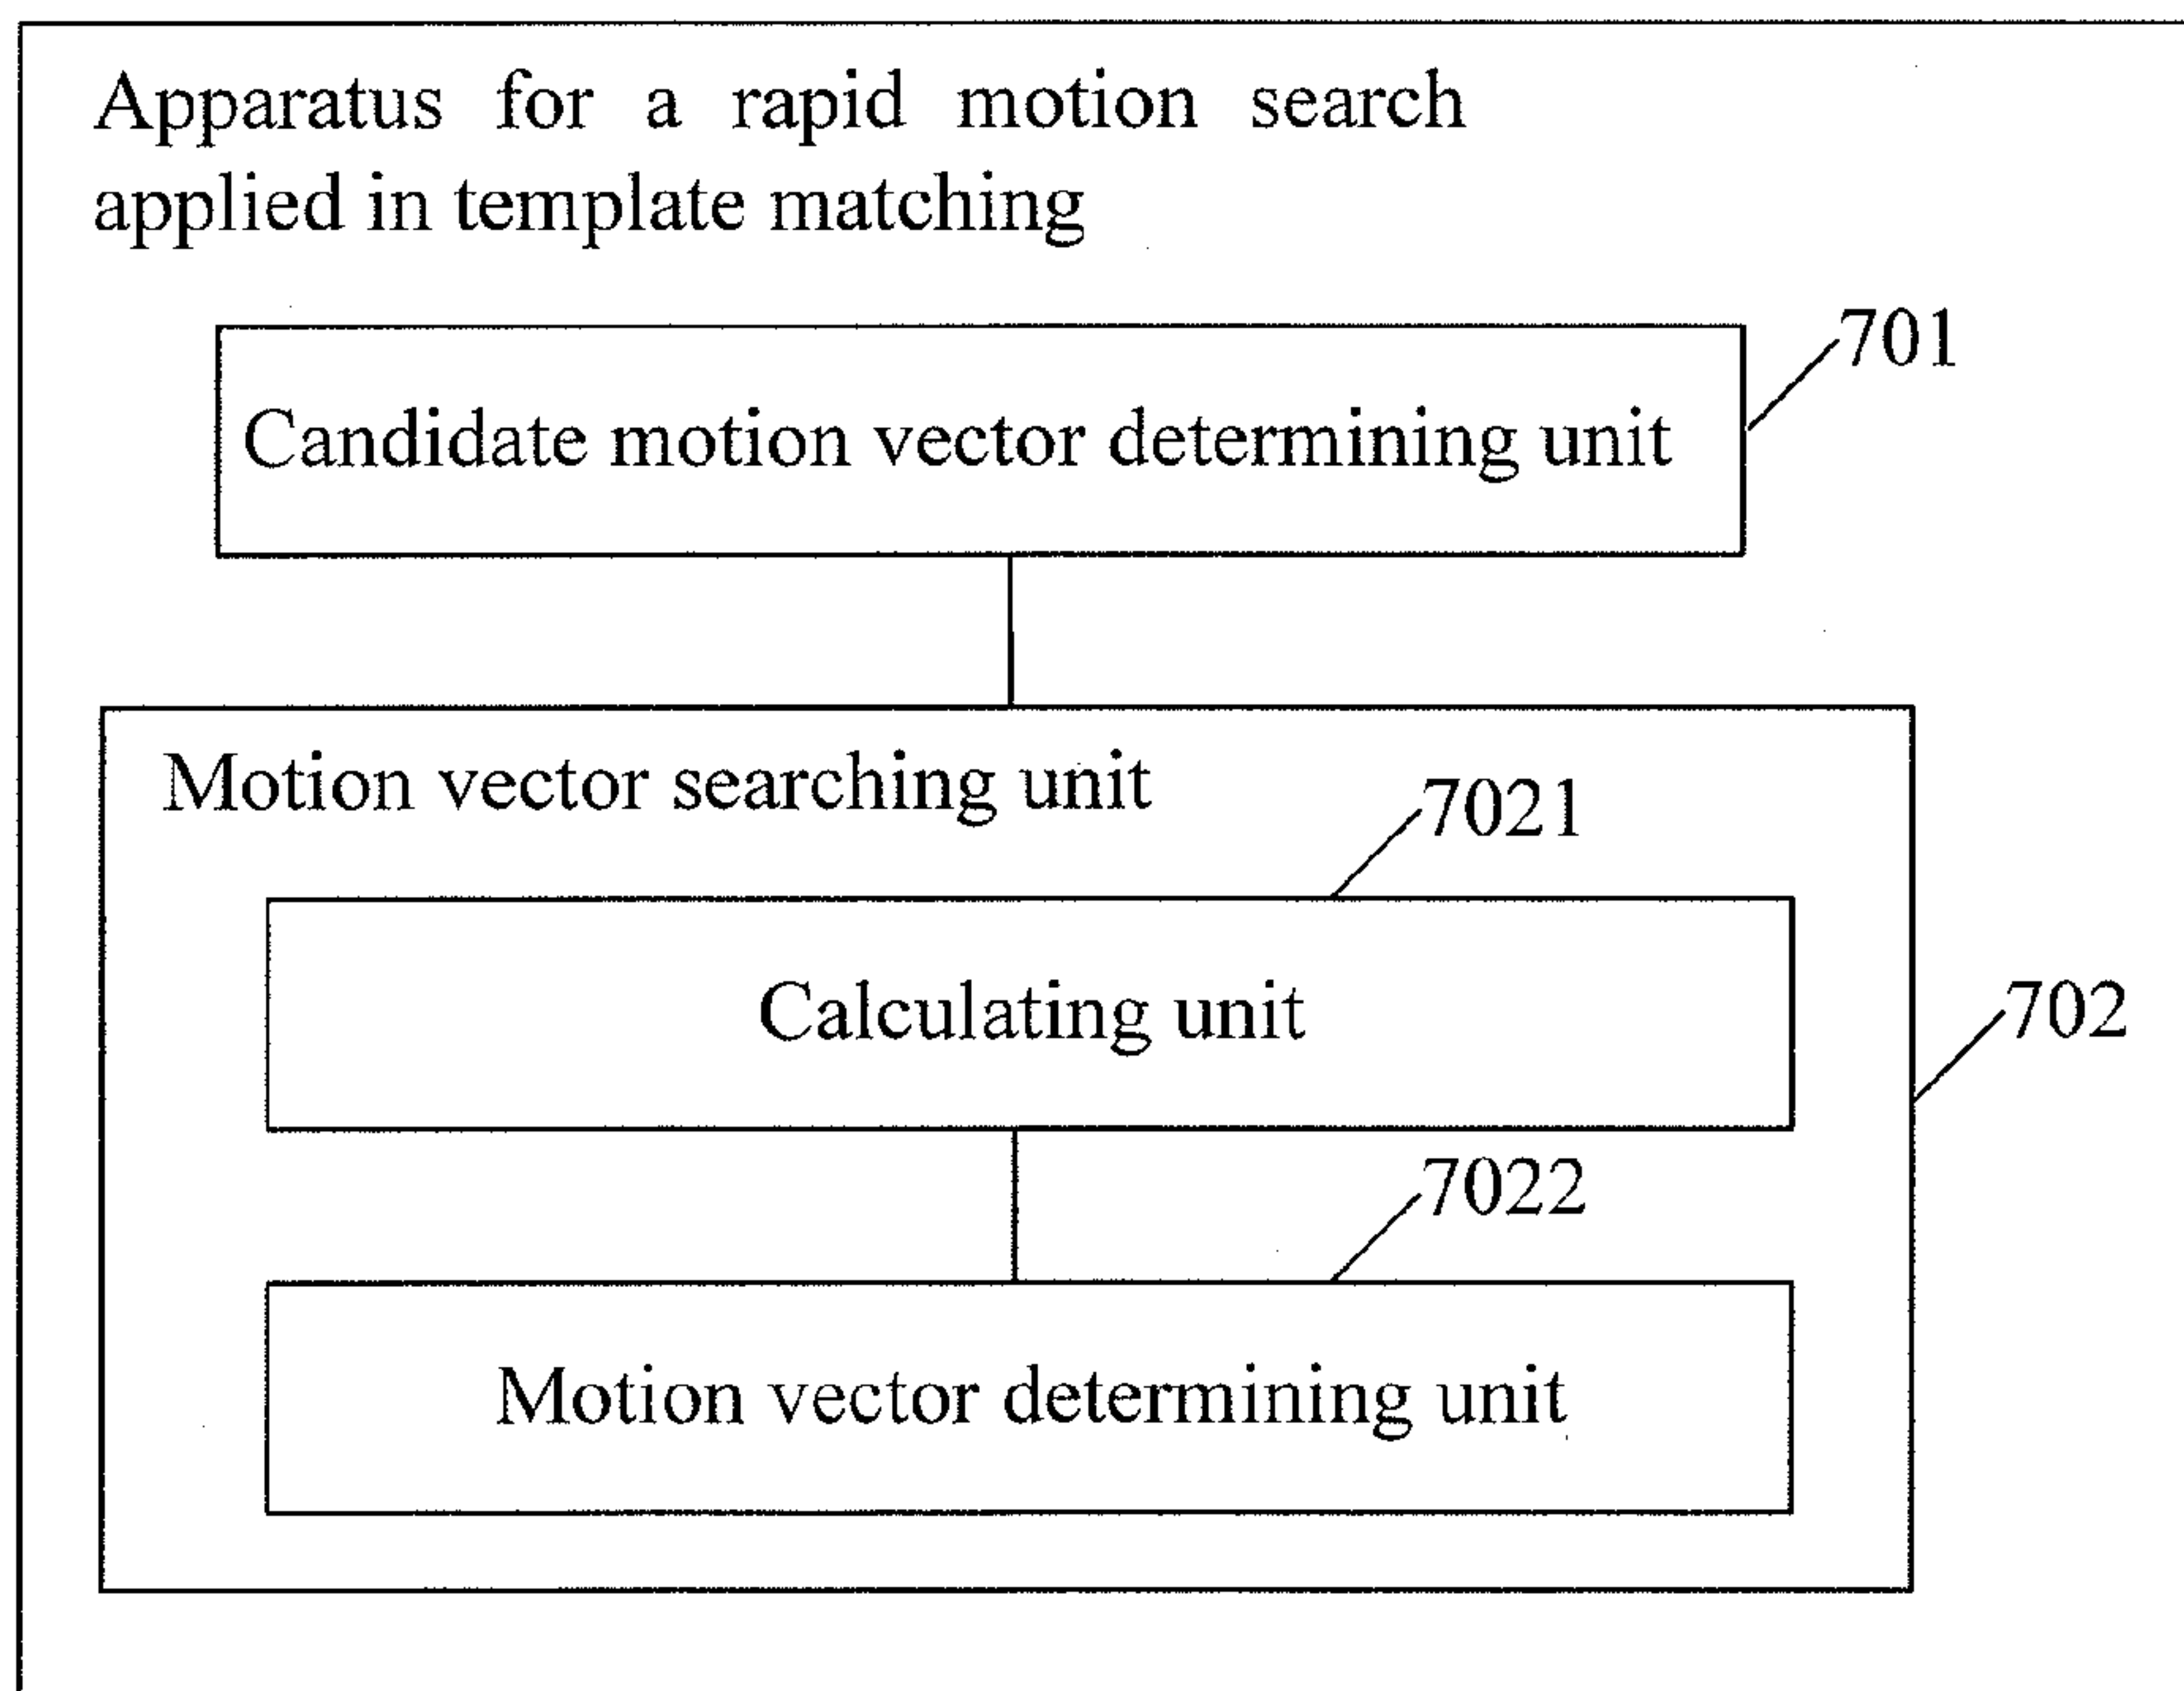 Apparatus for a rapid motion search
applied in template matching
701
Candidate motion vector determining unit
Motion vector searching unit
7021
Calculating unit
702
7022
Motion vector determining unit